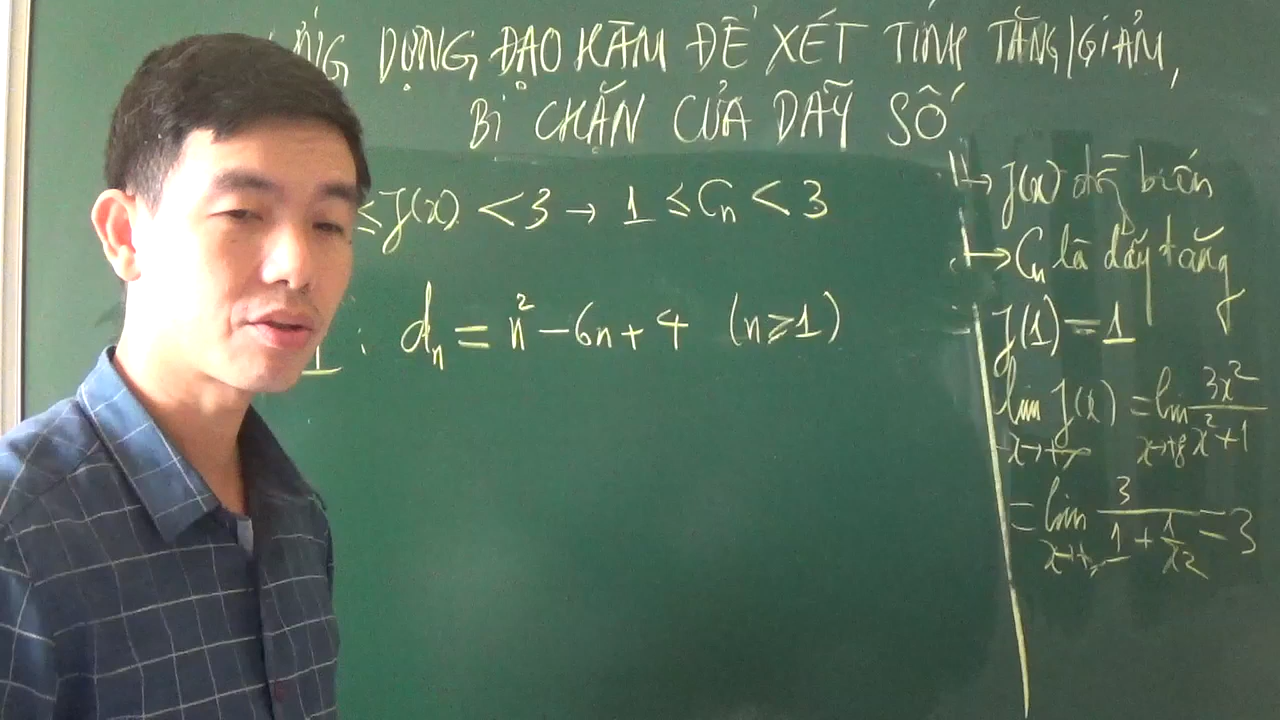 DỤNG ĐẠO HÀM ĐỂ XÉT TÍNH TĂNG/GIẢM,
BỊ CHẶN CỦA DÃY SỐ
≤ f(x) < 3 → 1 ≤ Cn < 3
1 : dn = n² - 6n + 4 (n ≥ 1)
↳ f(x) đg biến
↳ Cn là dãy tăng
f(1) = 1
lim f(x) = lim 3x²/(x²+1)
x→+∞ x→+∞
= lim 3/(1 + 1/x²) = 3
x→+∞